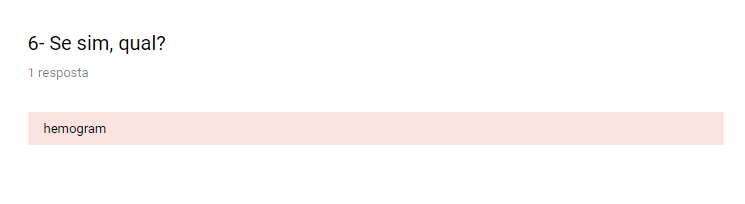 6- Se sim, qual?
1 resposta
hemogram